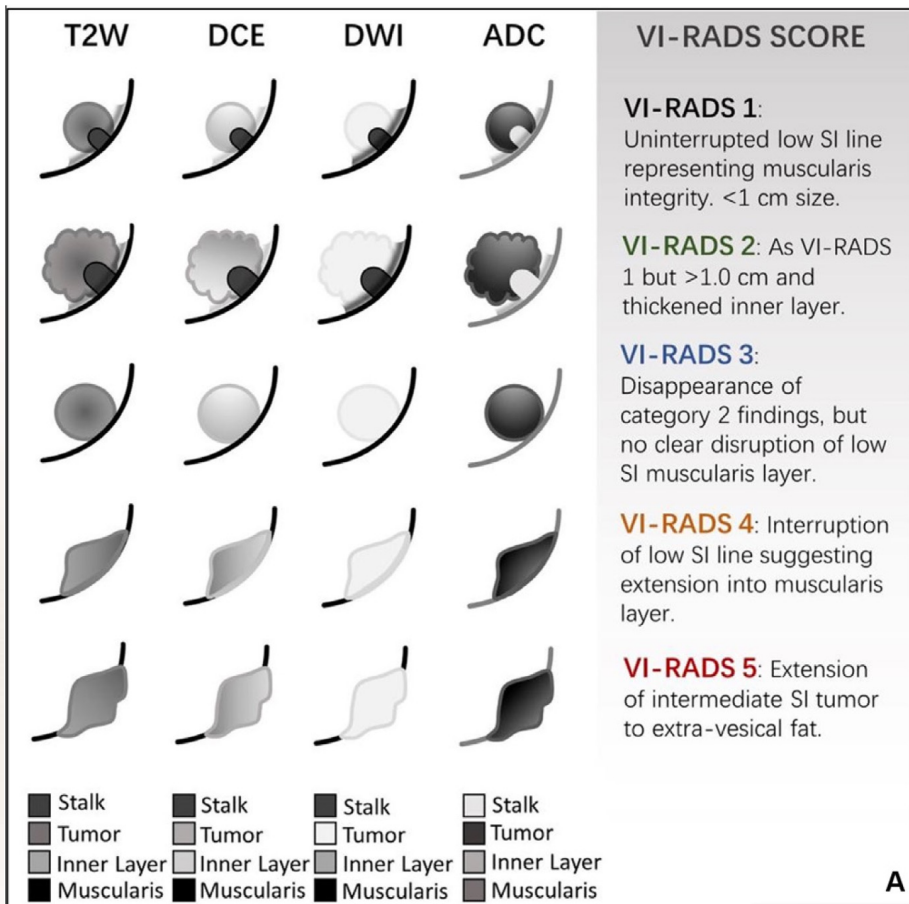 T2W DCE DWI ADC VI-RADS SCORE
VI-RADS 1:
Uninterrupted low SI line
representing muscularis
integrity. <1 cm size.
VI-RADS 2: As VI-RADS
1 but >1.0 cm and
thickened inner layer.
VI-RADS 3:
Disappearance of
category 2 findings, but
no clear disruption of low
SI muscularis layer.
VI-RADS 4: Interruption
of low SI line suggesting
extension into muscularis
layer.
VI-RADS 5: Extension
of intermediate SI tumor
to extra-vesical fat.
Stalk Stalk Stalk Stalk
Tumor Tumor Tumor Tumor
Inner Layer Inner Layer Inner Layer Inner Layer
Muscularis Muscularis Muscularis Muscularis
A